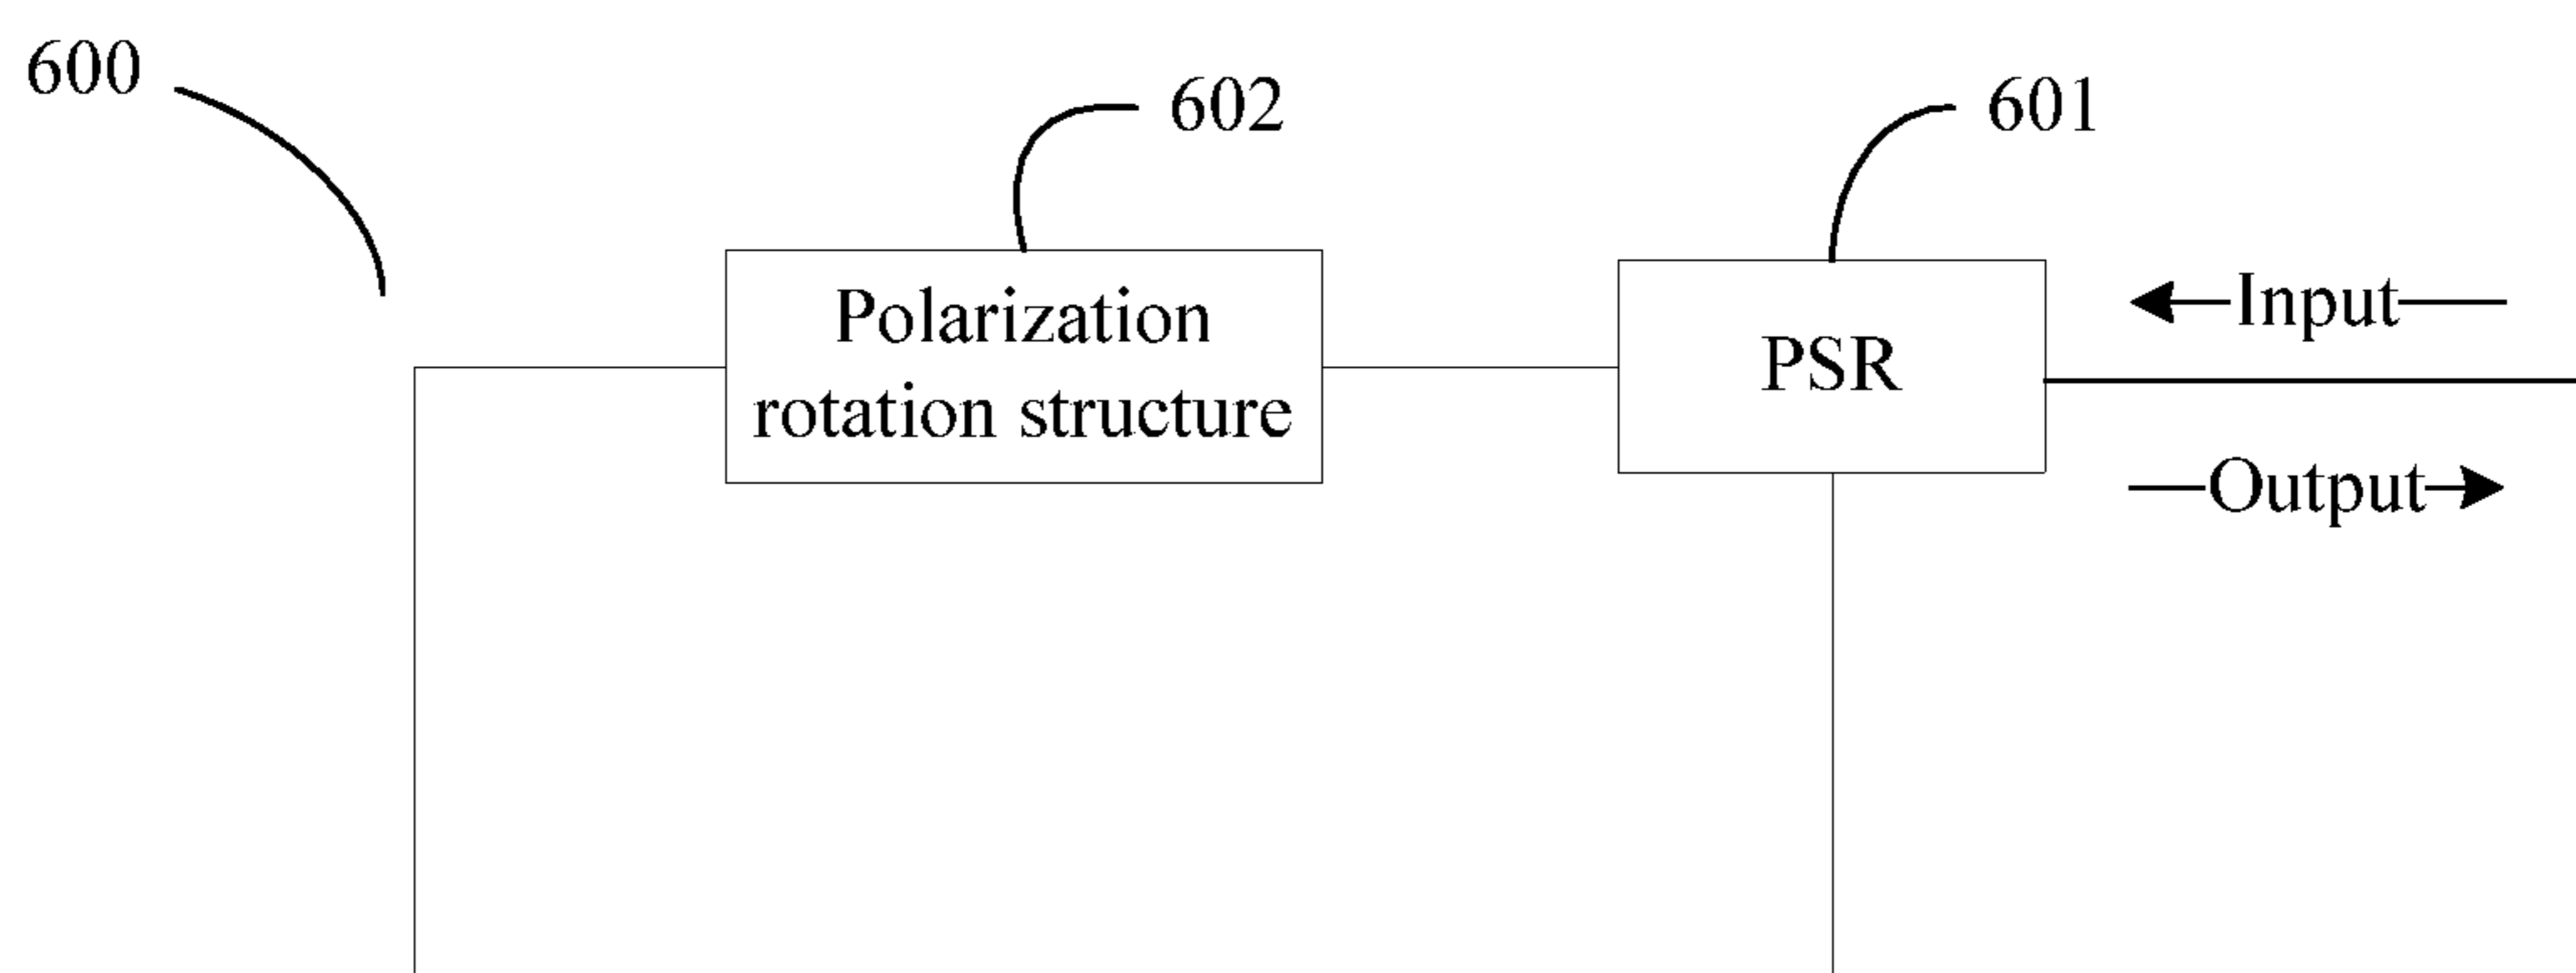 600
602
601
Polarization
rotation structure
PSR
Input
Output